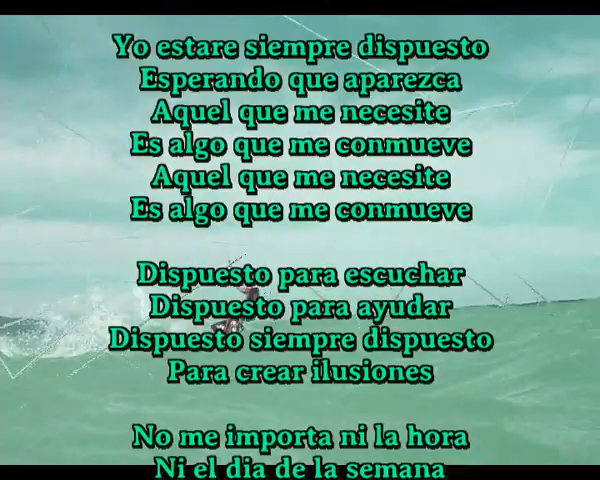 Yo estare siempre dispuesto
Esperando que aparezca
Aquel que me necesite
Es algo que me conmueve
Aquel que me necesite
Es algo que me conmueve
Dispuesto para escuchar
Dispuesto para ayudar
Dispuesto siempre dispuesto
Para crear ilusiones
No me importa ni la hora
Ni el dia de la semana